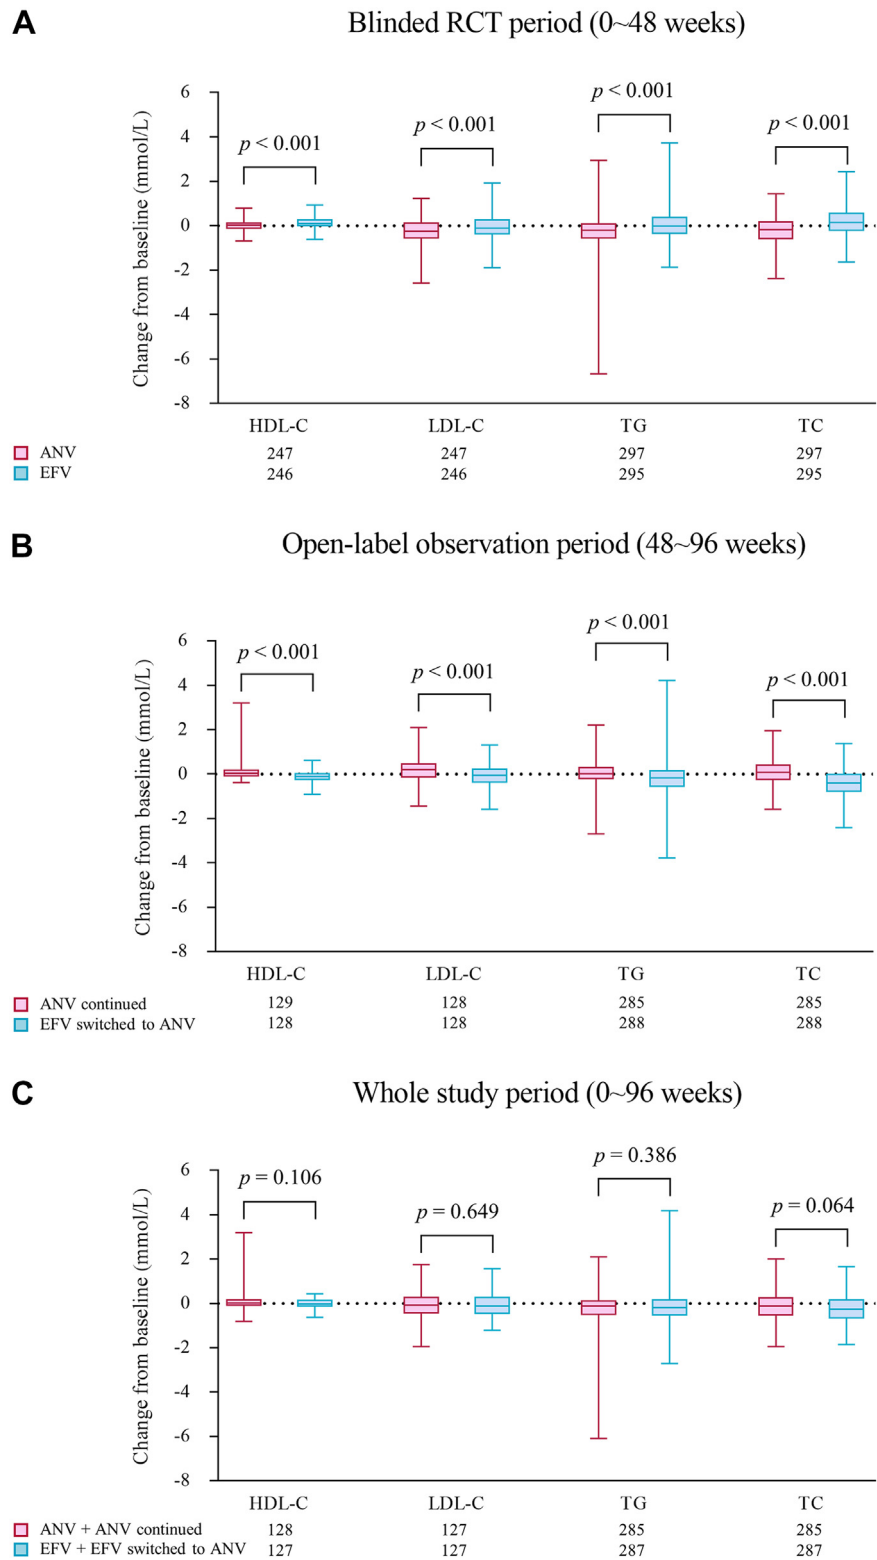 A
Blinded RCT period (0~48 weeks)
Change from baseline (mmol/L)
6
4
2
0
-2
-4
-6
-8
p < 0.001
p < 0.001
p < 0.001
p < 0.001
HDL-C LDL-C TG TC
ANV 247 247 297 297
EFV 246 246 295 295
B
Open-label observation period (48~96 weeks)
Change from baseline (mmol/L)
6
4
2
0
-2
-4
-6
-8
p < 0.001
p < 0.001
p < 0.001
p < 0.001
HDL-C LDL-C TG TC
ANV continued 129 128 285 285
EFV switched to ANV 128 128 288 288
C
Whole study period (0~96 weeks)
Change from baseline (mmol/L)
6
4
2
0
-2
-4
-6
-8
p = 0.106
p = 0.649
p = 0.386
p = 0.064
HDL-C LDL-C TG TC
ANV + ANV continued 128 127 285 285
EFV + EFV switched to ANV 127 127 287 287